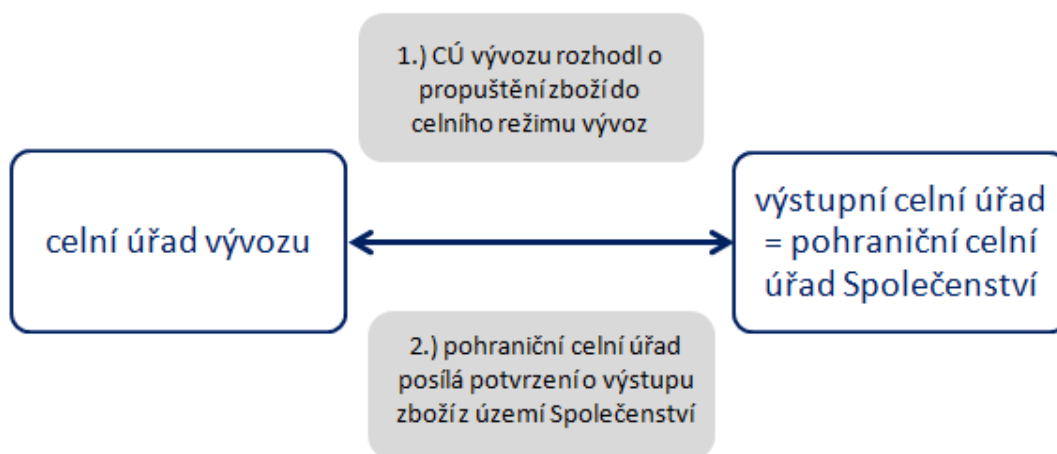 1.) CÚ vývozu rozhodl o
propuštění zboží do
celního režimu vývoz
celní úřad vývozu
výstupní celní úřad
= pohraniční celní
úřad Společenství
2.) pohraniční celní úřad
posílá potvrzení o výstupu
zboží z území Společenství